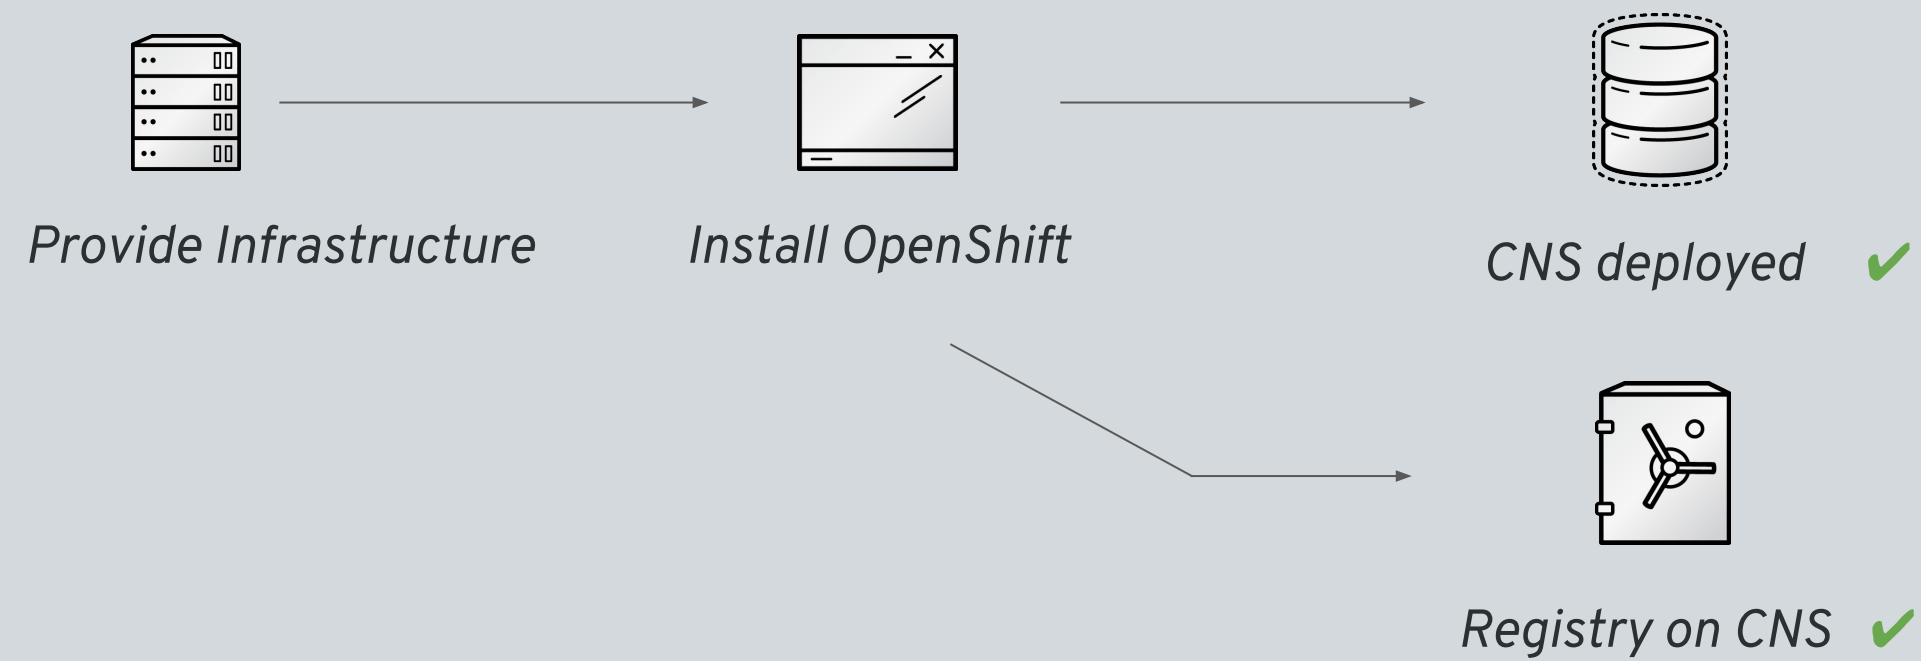 Provide Infrastructure
Install OpenShift
CNS deployed ✔
Registry on CNS ✔